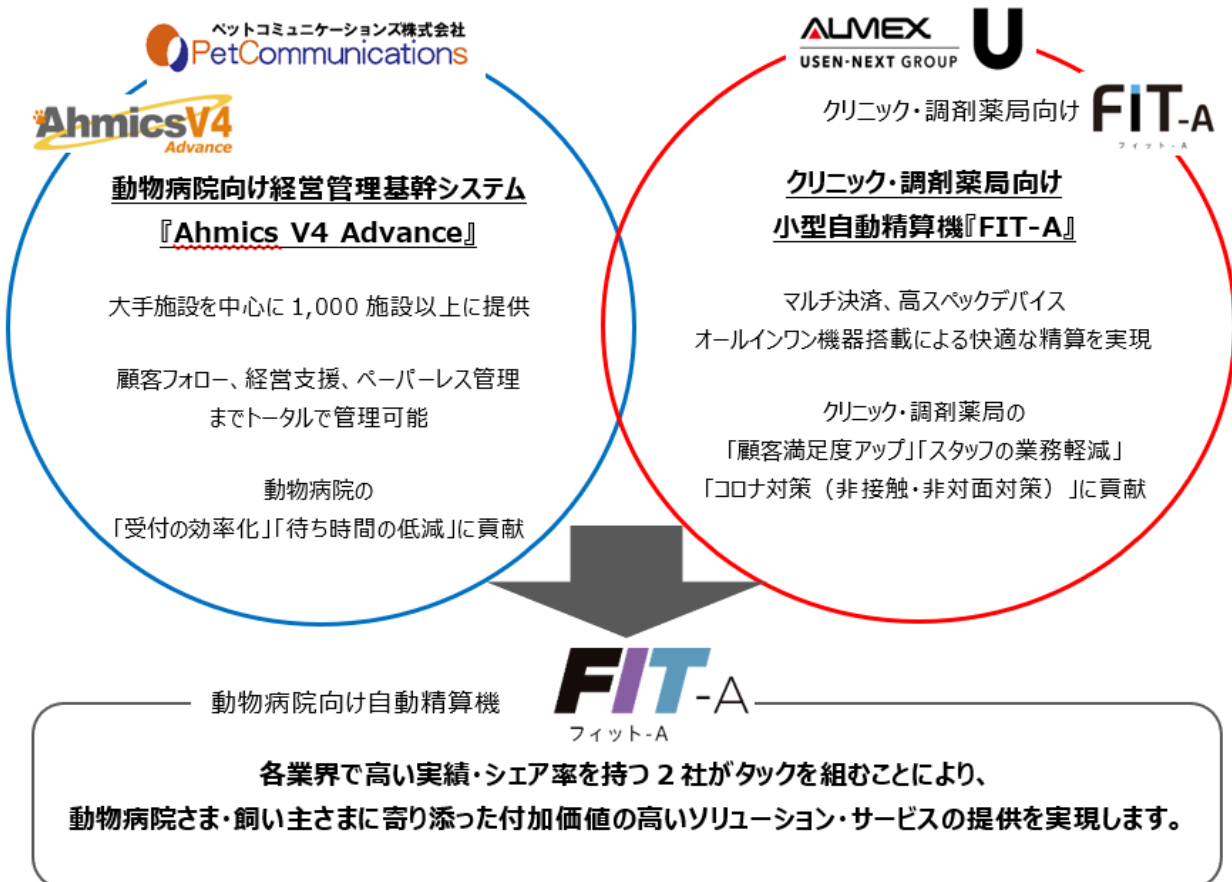 ペットコミュニケーションズ株式会社
PetCommunications
AhmicsV4
Advance
動物病院向け経営管理基幹システム
『Ahmics V4 Advance』
大手施設を中心に 1,000 施設以上に提供
顧客フォロー、経営支援、ペーパーレス管理
までトータルで管理可能
動物病院の
「受付の効率化」「待ち時間の低減」に貢献
ALMEX
USEN-NEXT GROUP
U
クリニック・調剤薬局向け
FIT-A
フィット-A
クリニック・調剤薬局向け
小型自動精算機『FIT-A』
マルチ決済、高スペックデバイス
オールインワン機器搭載による快適な精算を実現
クリニック・調剤薬局の
「顧客満足度アップ」「スタッフの業務軽減」
「コロナ対策（非接触・非対面対策）」に貢献
動物病院向け自動精算機
FIT-A
フィット-A
各業界で高い実績・シェア率を持つ 2 社がタックを組むことにより、
動物病院さま・飼い主さまに寄り添った付加価値の高いソリューション・サービスの提供を実現します。